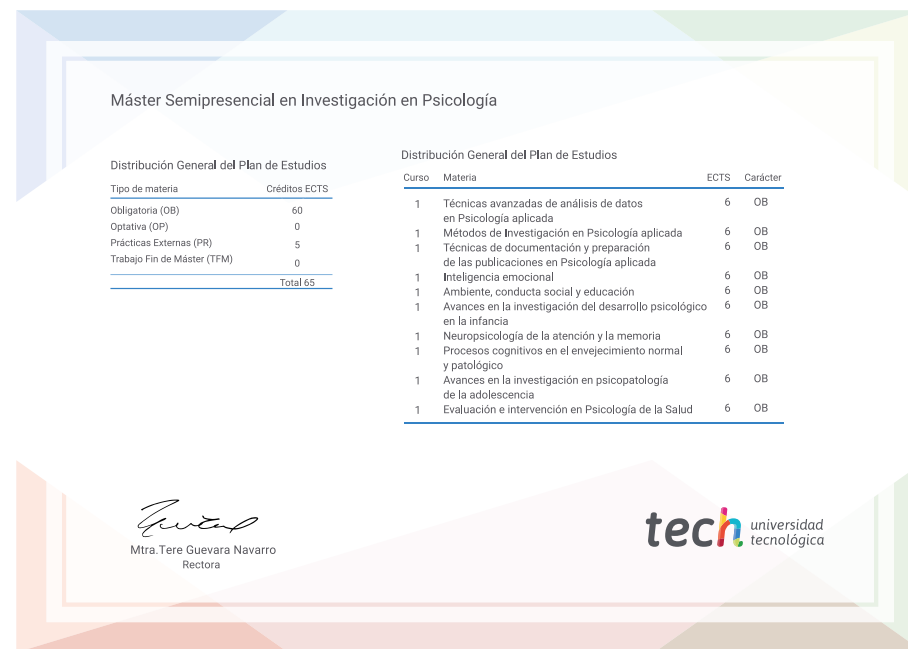 Máster Semipresencial en Investigación en Psicología
Distribución General del Plan de Estudios
Tipo de materia Créditos ECTS
Obligatoria (OB) 60
Optativa (OP) 0
Prácticas Externas (PR) 5
Trabajo Fin de Máster (TFM) 0
Total 65
Distribución General del Plan de Estudios
Curso Materia ECTS Carácter
1 Técnicas avanzadas de análisis de datos 6 OB
en Psicología aplicada
1 Métodos de Investigación en Psicología aplicada 6 OB
1 Técnicas de documentación y preparación 6 OB
de las publicaciones en Psicología aplicada
1 Inteligencia emocional 6 OB
1 Ambiente, conducta social y educación 6 OB
1 Avances en la investigación del desarrollo psicológico 6 OB
en la infancia
1 Neuropsicología de la atención y la memoria 6 OB
1 Procesos cognitivos en el envejecimiento normal 6 OB
y patológico
1 Avances en la investigación en psicopatología 6 OB
de la adolescencia
1 Evaluación e intervención en Psicología de la Salud 6 OB
Mtra.Tere Guevara Navarro
Rectora
tech universidad
tecnológica